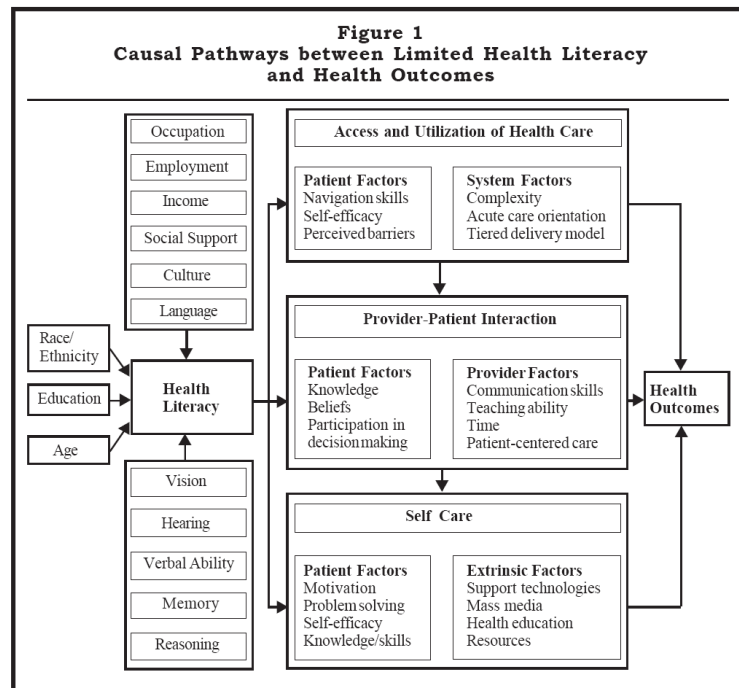 Figure 1
Causal Pathways between Limited Health Literacy
and Health Outcomes
Occupation
Employment
Income
Social Support
Culture
Language
Race/
Ethnicity
Education
Age
Health
Literacy
Vision
Hearing
Verbal Ability
Memory
Reasoning
Access and Utilization of Health Care
Patient Factors
Navigation skills
Self-efficacy
Perceived barriers
System Factors
Complexity
Acute care orientation
Tiered delivery model
Provider-Patient Interaction
Patient Factors
Knowledge
Beliefs
Participation in
decision making
Provider Factors
Communication skills
Teaching ability
Time
Patient-centered care
Self Care
Patient Factors
Motivation
Problem solving
Self-efficacy
Knowledge/skills
Extrinsic Factors
Support technologies
Mass media
Health education
Resources
Health
Outcomes